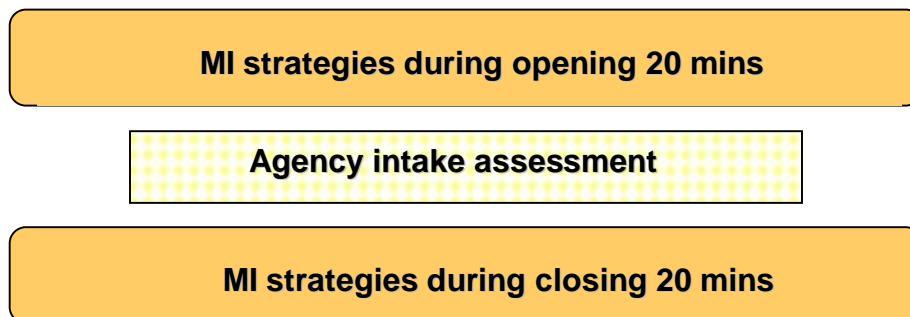 MI strategies during opening 20 mins
Agency intake assessment
MI strategies during closing 20 mins